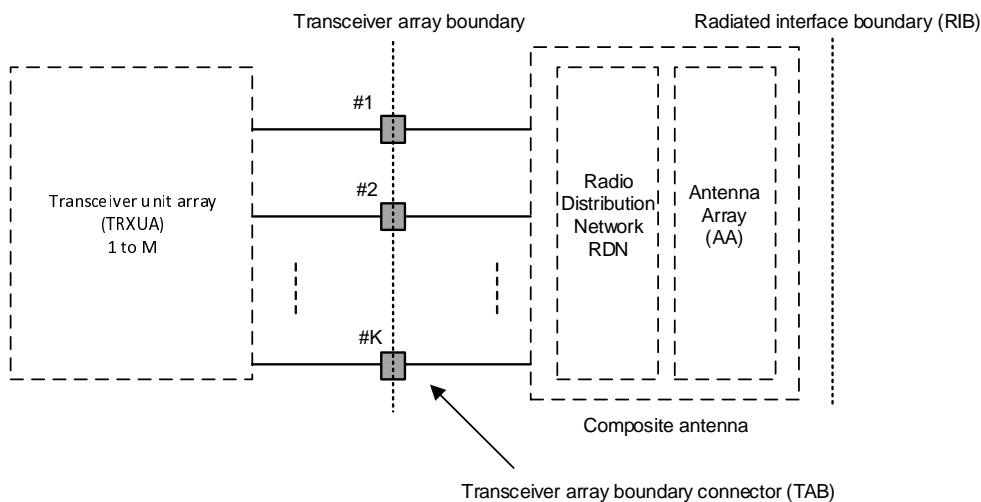 Transceiver array boundary
Radiated interface boundary (RIB)
#1
#2
#K
Transceiver unit array
(TRXUA)
1 to M
Radio
Distribution
Network
RDN
Antenna
Array
(AA)
Composite antenna
Transceiver array boundary connector (TAB)